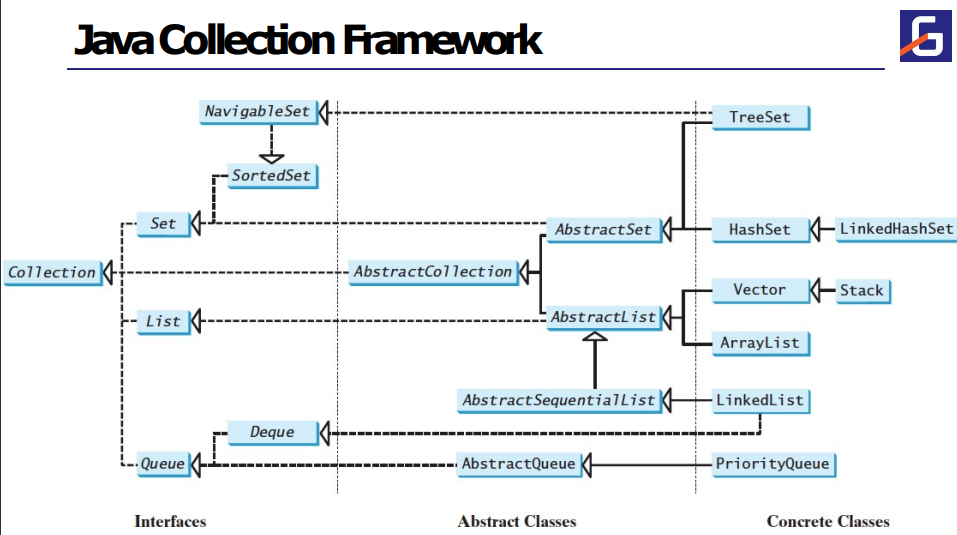 Java Collection Framework
G
NavigableSet
TreeSet
SortedSet
Set
AbstractSet
HashSet
LinkedHashSet
Collection
AbstractCollection
Vector
Stack
List
AbstractList
ArrayList
AbstractSequentialList
LinkedList
Deque
Queue
AbstractQueue
PriorityQueue
Interfaces
Abstract Classes
Concrete Classes